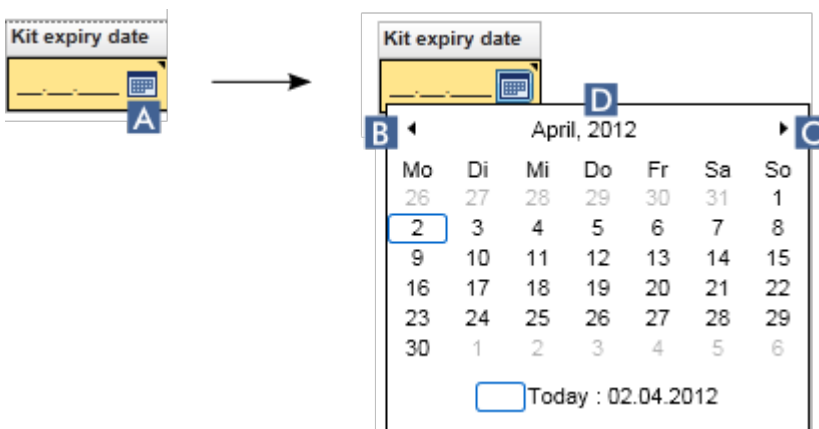 Kit expiry date
__.__.____
A
Kit expiry date
__.__.____
D
B
April, 2012
C
Mo Di Mi Do Fr Sa So
26 27 28 29 30 31 1
2 3 4 5 6 7 8
9 10 11 12 13 14 15
16 17 18 19 20 21 22
23 24 25 26 27 28 29
30 1 2 3 4 5 6
Today : 02.04.2012